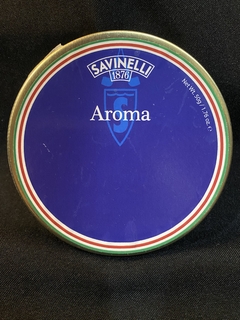 SAVINELLI
1876
Aroma
S
Net Wt. 50g / 1.76 oz. e